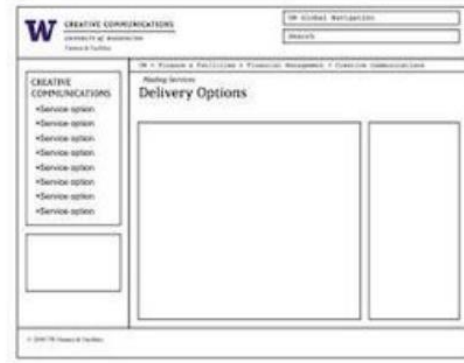 W
CREATIVE COMMUNICATIONS
UNIVERSITY of WASHINGTON
Finance & Facilities
UW Global Navigation
Search
UW > Finance & Facilities > Financial Management > Creative Communications
Mailing Services
Delivery Options
CREATIVE
COMMUNICATIONS
•Service option
•Service option
•Service option
•Service option
•Service option
•Service option
•Service option
•Service option